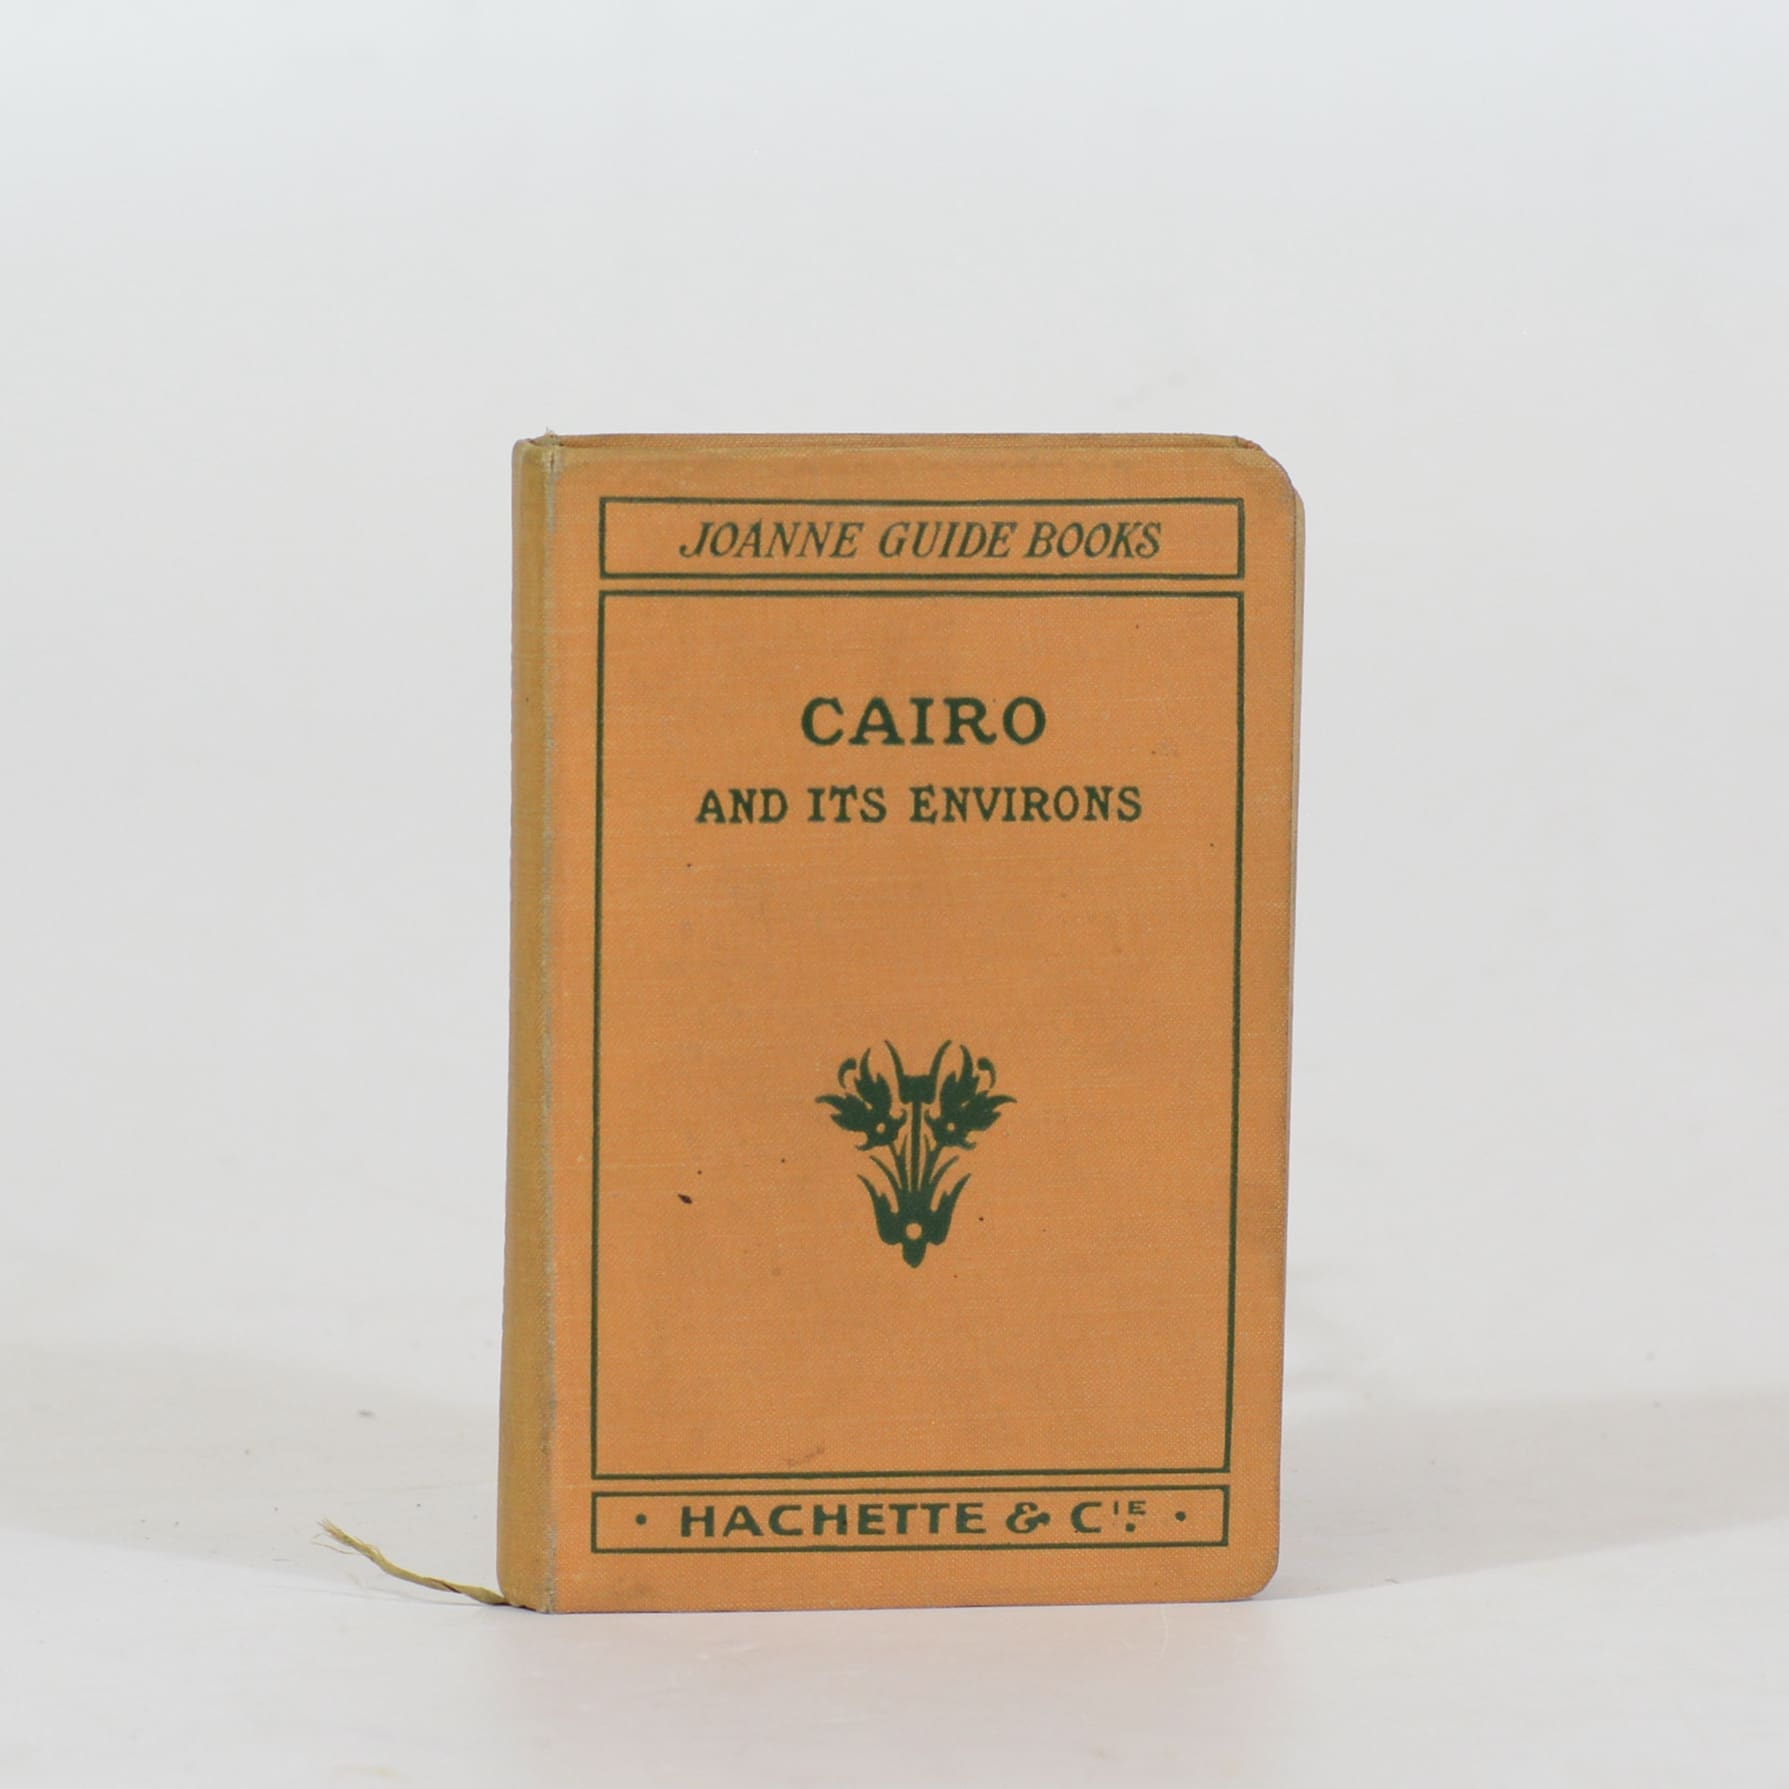 JOANNE GUIDE BOOKS
CAIRO
AND ITS ENVIRONS
• HACHETTE & CIE. •